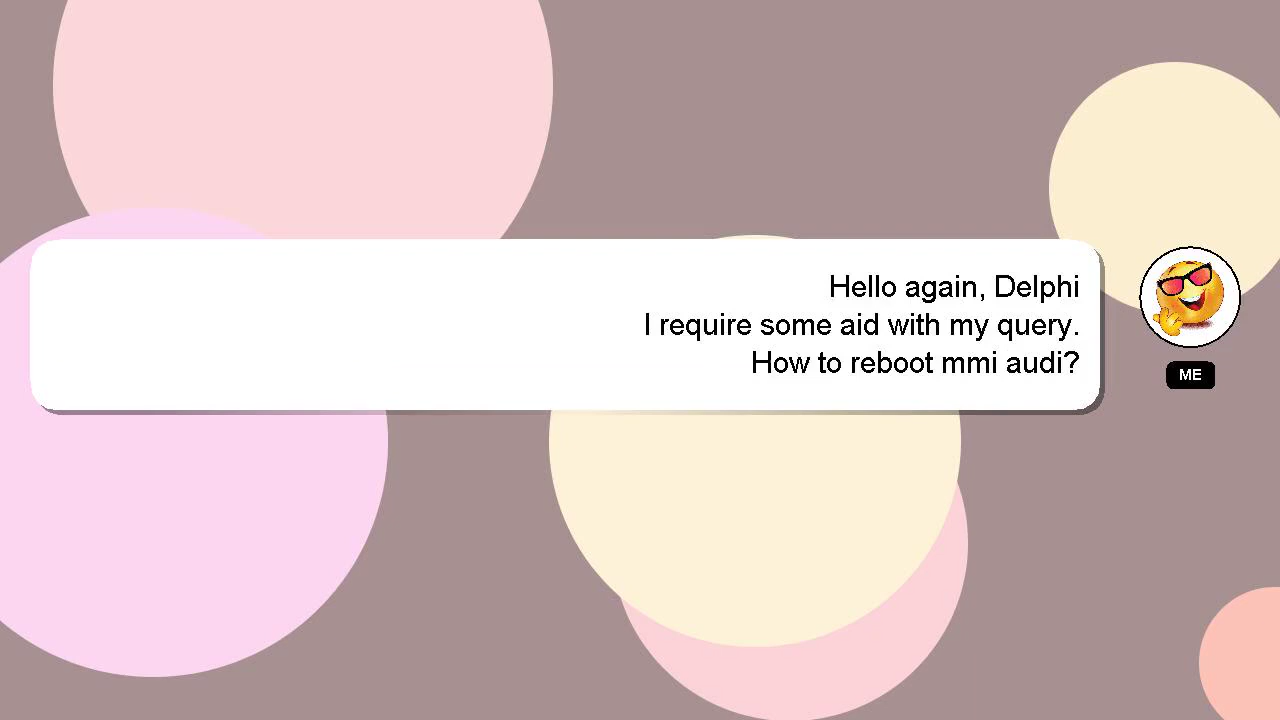 Hello again, Delphi
I require some aid with my query.
How to reboot mmi audi?
ME